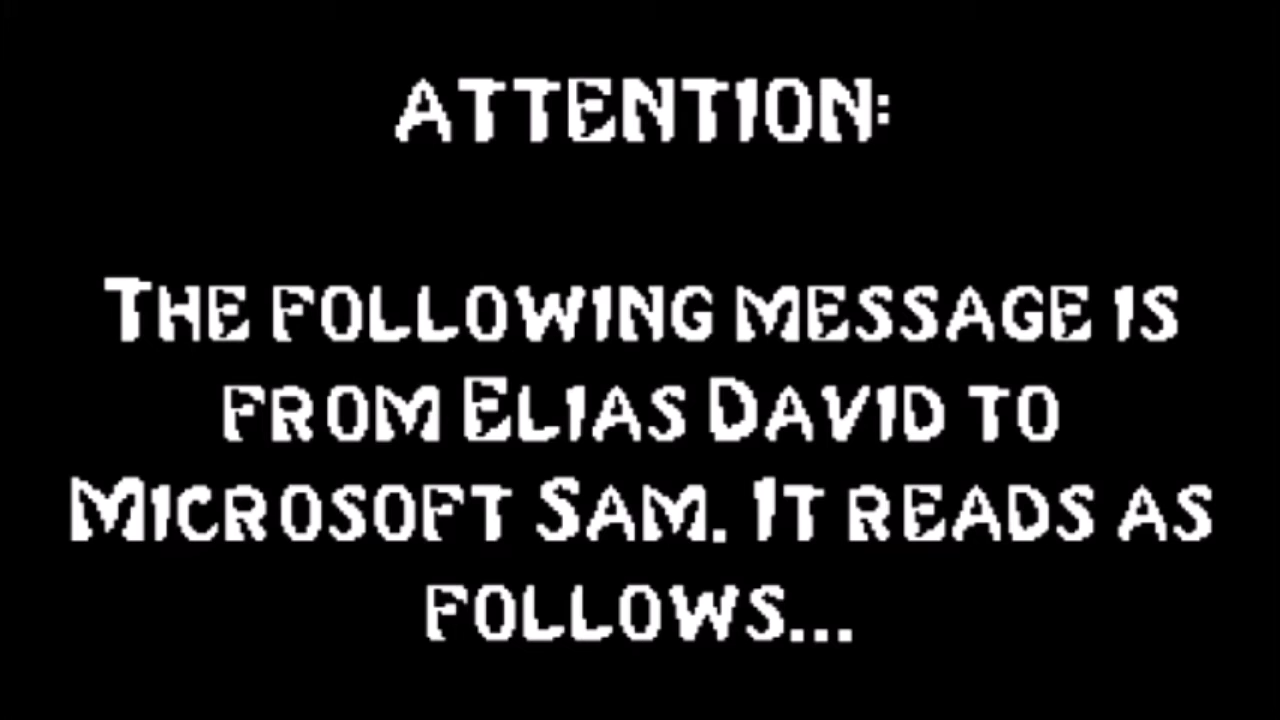 ATTENTION:
The following message is
from Elias David to
Microsoft Sam. It reads as
follows...